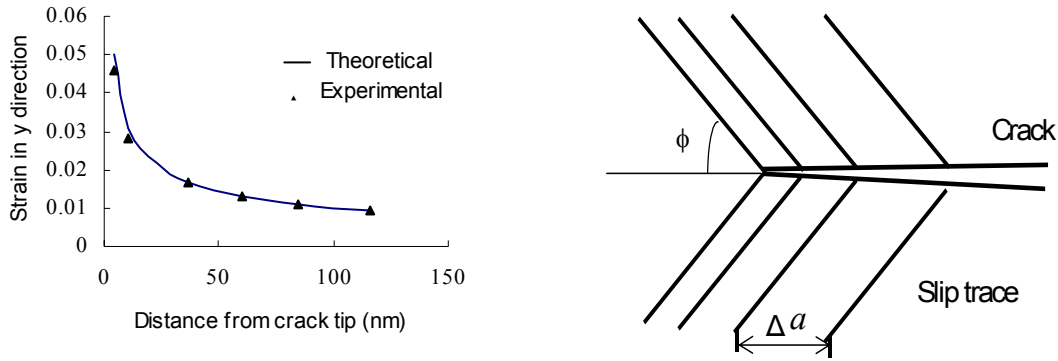 0.06
0.05
0.04
0.03
0.02
0.01
0
Strain in y direction
Theoretical
Experimental
0 50 100 150
Distance from crack tip (nm)
ϕ
Crack
Slip trace
Δ a